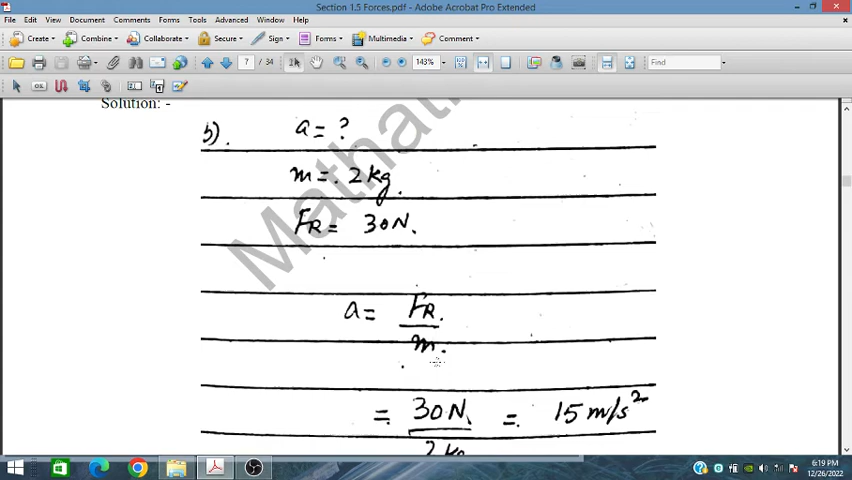 Section 1.5 Forces.pdf - Adobe Acrobat Pro Extended
File Edit View Document Comments Forms Tools Advanced Window Help
Create Combine Collaborate Secure Sign Forms Multimedia Comment
7 / 34 143% Find
Solution: -
b). a = ?
m = . 2 kg.
FR = 30N.
a = FR.
m.
= 30N. = 15 m/s²
2 kg
Matha
6:19 PM
12/26/2022